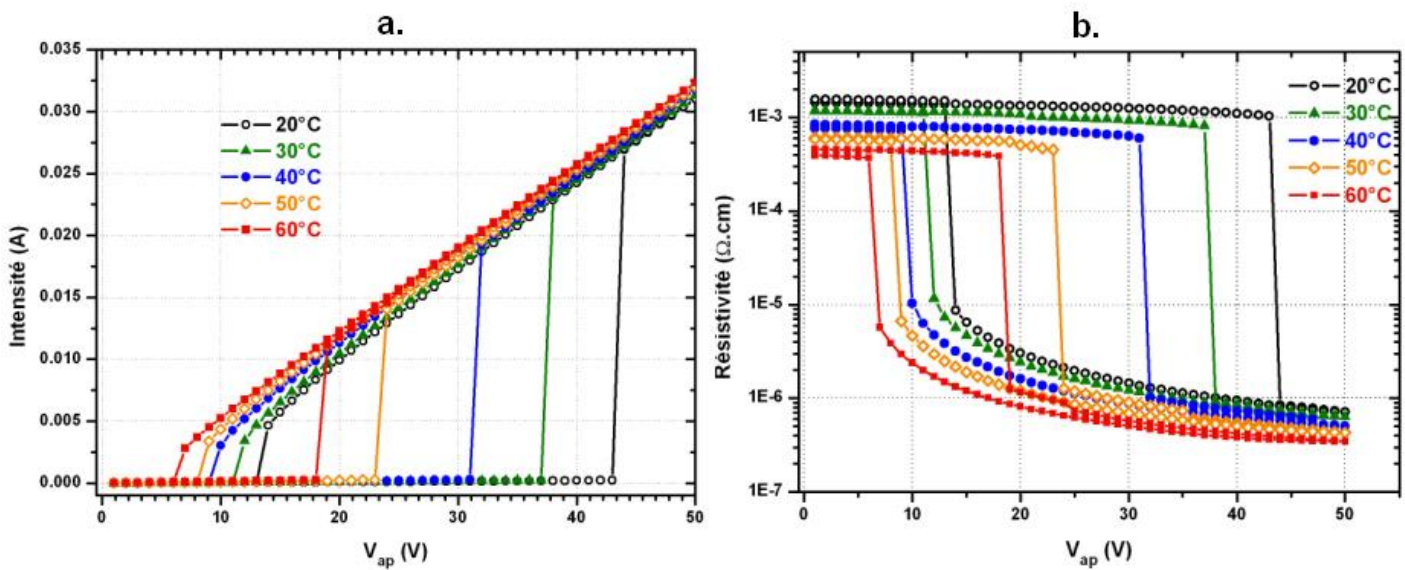 a.
0.035
0.030
0.025
0.020
0.015
0.010
0.005
0.000
Intensité (A)
20°C
30°C
40°C
50°C
60°C
0
10
20
30
40
50
V_ap (V)
b.
1E-3
1E-4
1E-5
1E-6
1E-7
Résistivité (Ω.cm)
20°C
30°C
40°C
50°C
60°C
0
10
20
30
40
50
V_ap (V)